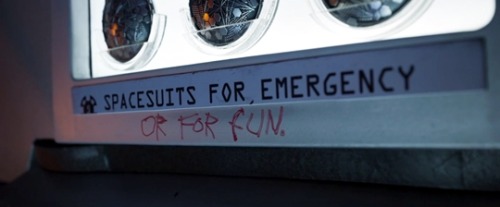 SPACESUITS FOR EMERGENCY
OR FOR FUN.